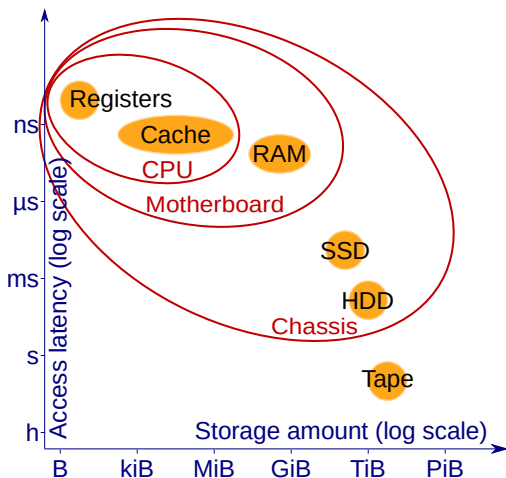 Registers
ns
Cache
RAM
CPU
µs
Motherboard
SSD
ms
HDD
Chassis
s
Tape
h
Access latency (log scale)
Storage amount (log scale)
B
kiB
MiB
GiB
TiB
PiB